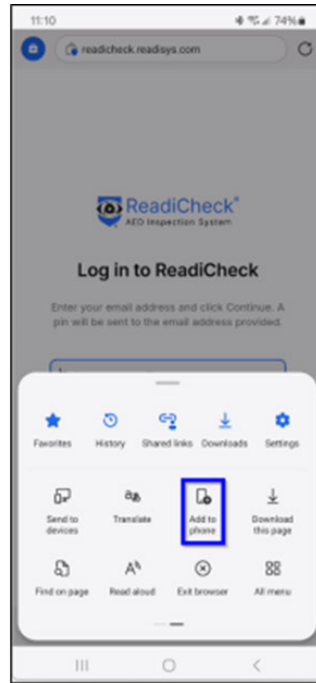 11:10 74%
readicheck.readisys.com
ReadiCheck®
AED Inspection System
Log in to ReadiCheck
Enter your email address and click Continue. A
pin will be sent to the email address provided.
Favorites History Shared links Downloads Settings
Send to devices Translate Add to phone Download this page
Find on page Read aloud Exit browser All menu